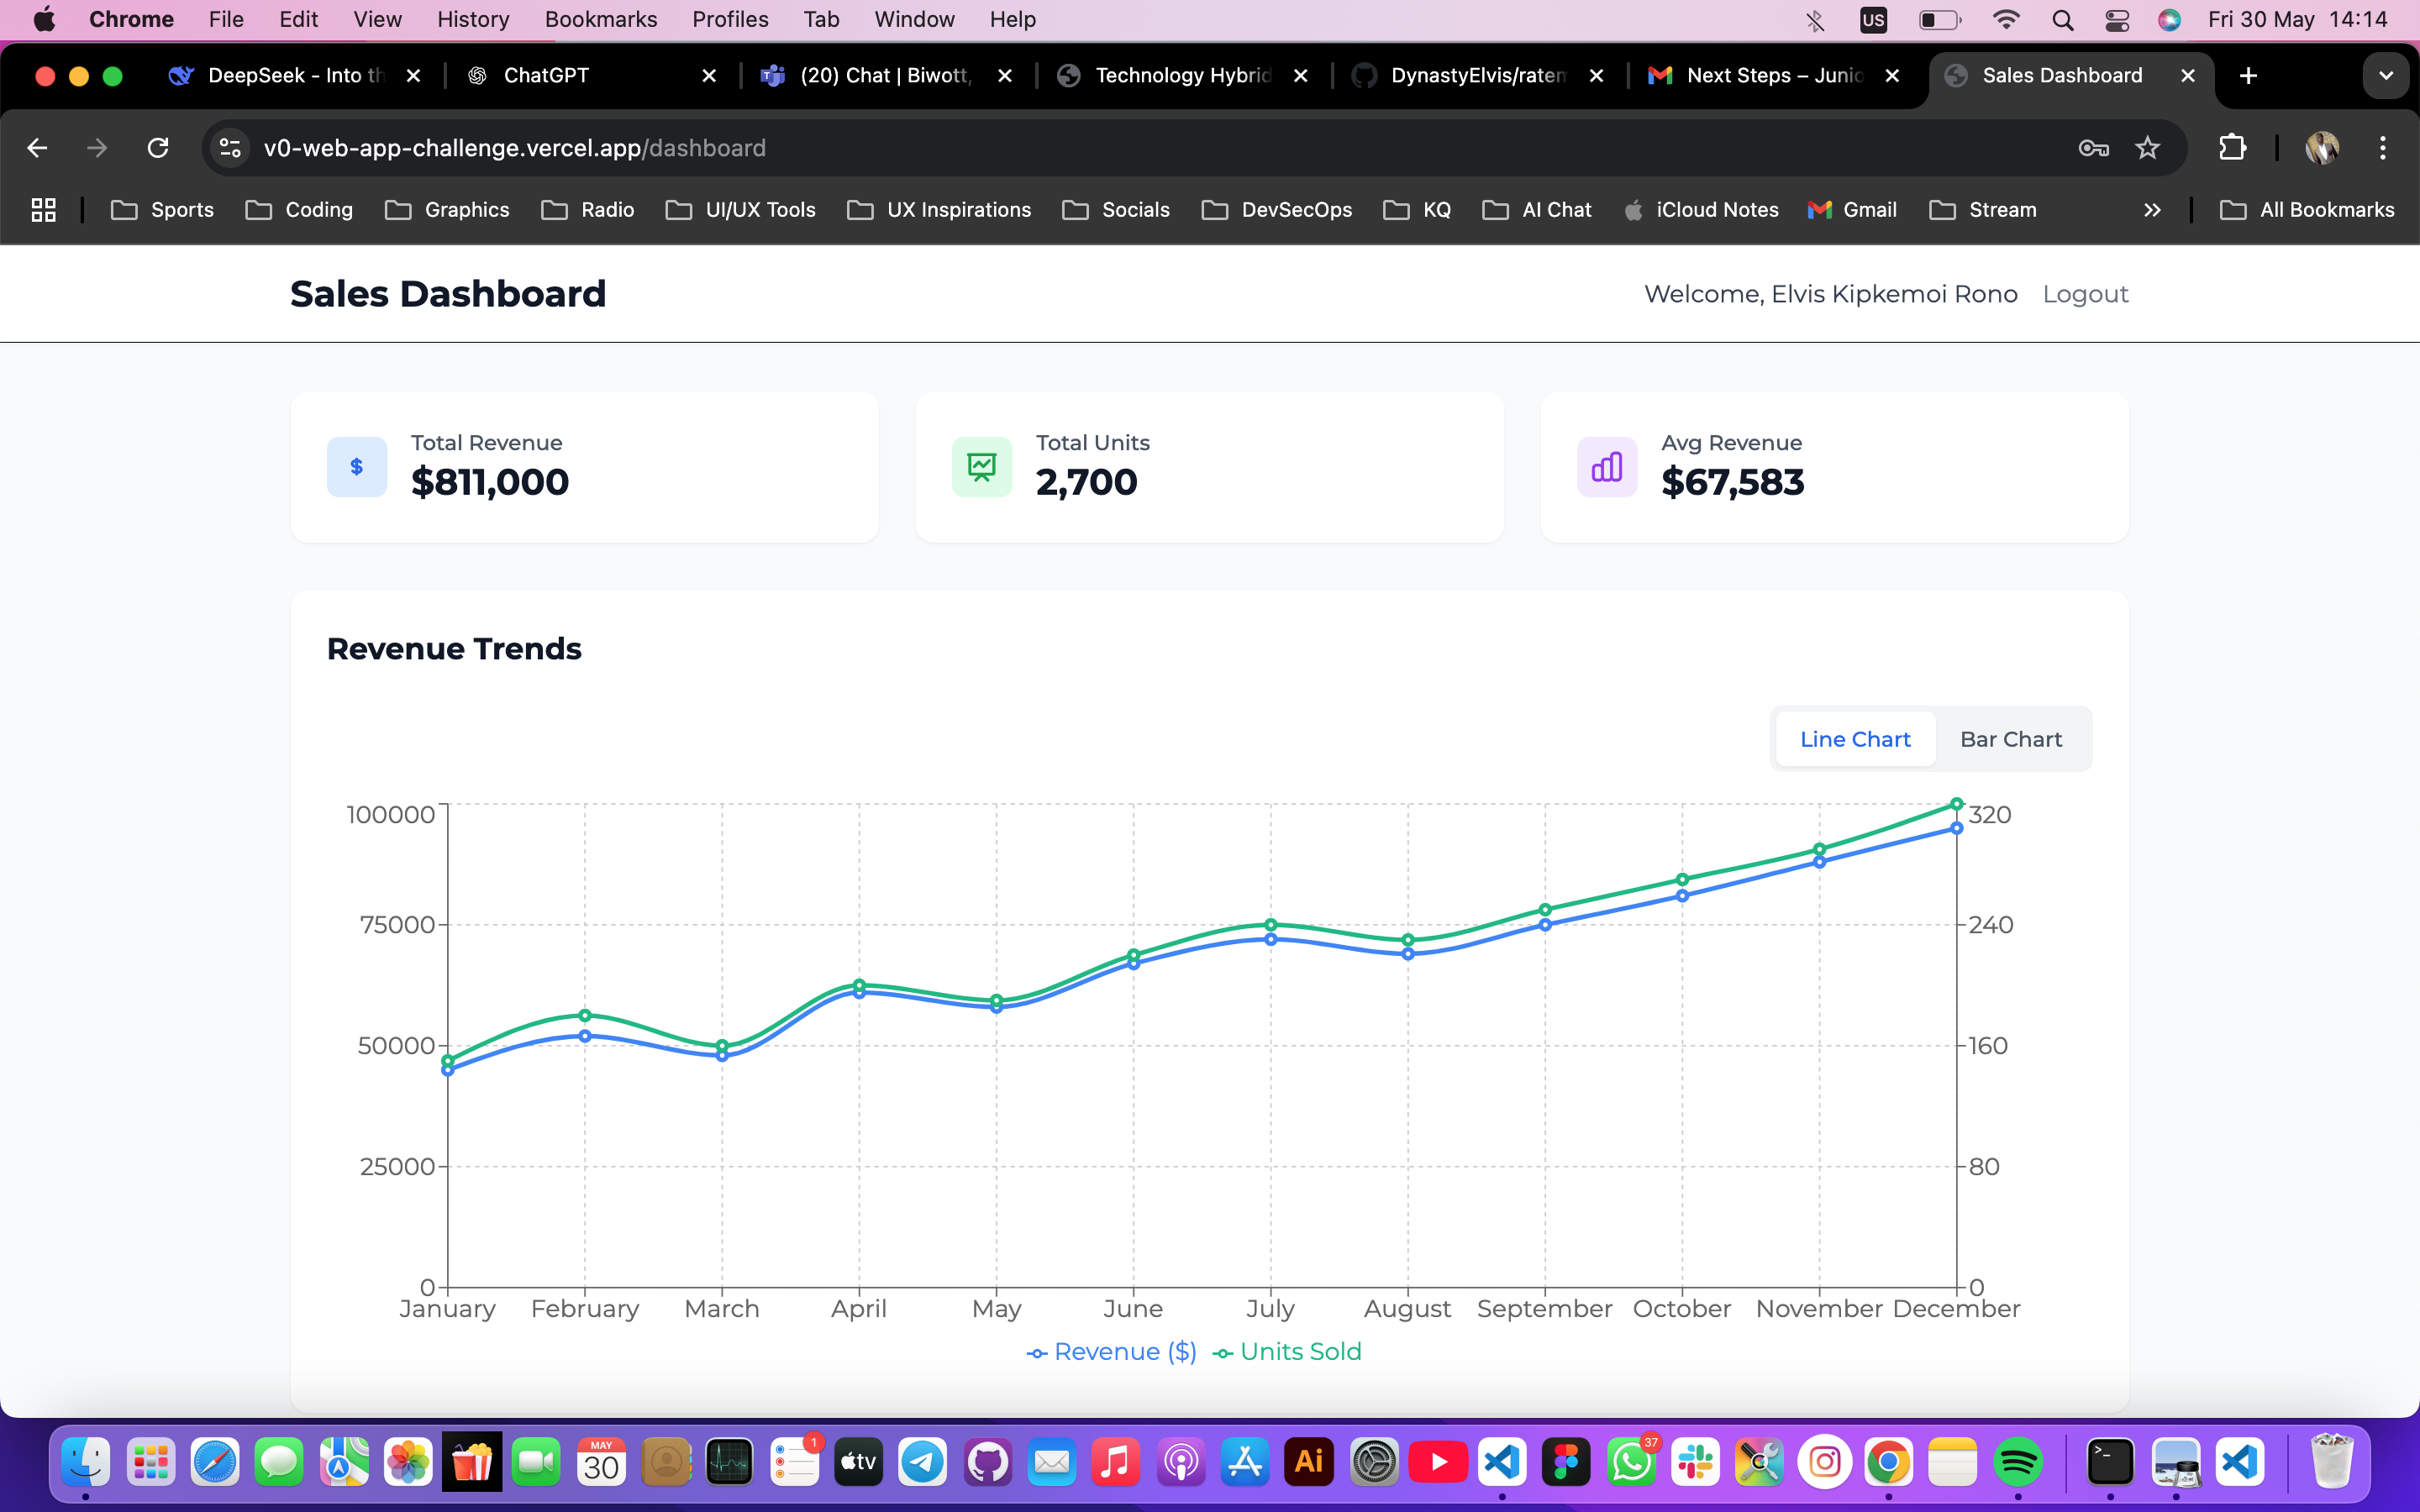 Chrome File Edit View History Bookmarks Profiles Tab Window Help US Fri 30 May 14:14
DeepSeek - Into th ChatGPT (20) Chat | Biwott, Technology Hybrid DynastyElvis/ratem Next Steps – Junio Sales Dashboard
v0-web-app-challenge.vercel.app/dashboard
Sports Coding Graphics Radio UI/UX Tools UX Inspirations Socials DevSecOps KQ AI Chat iCloud Notes Gmail Stream All Bookmarks
Sales Dashboard Welcome, Elvis Kipkemoi Rono Logout
Total Revenue Total Units Avg Revenue
$ $811,000 2,700 $67,583
Revenue Trends
Line Chart Bar Chart
100000 320
75000 240
50000 160
25000 80
0 0
January February March April May June July August September October November December
Revenue ($) Units Sold
MAY 1 37
30 tv Ai